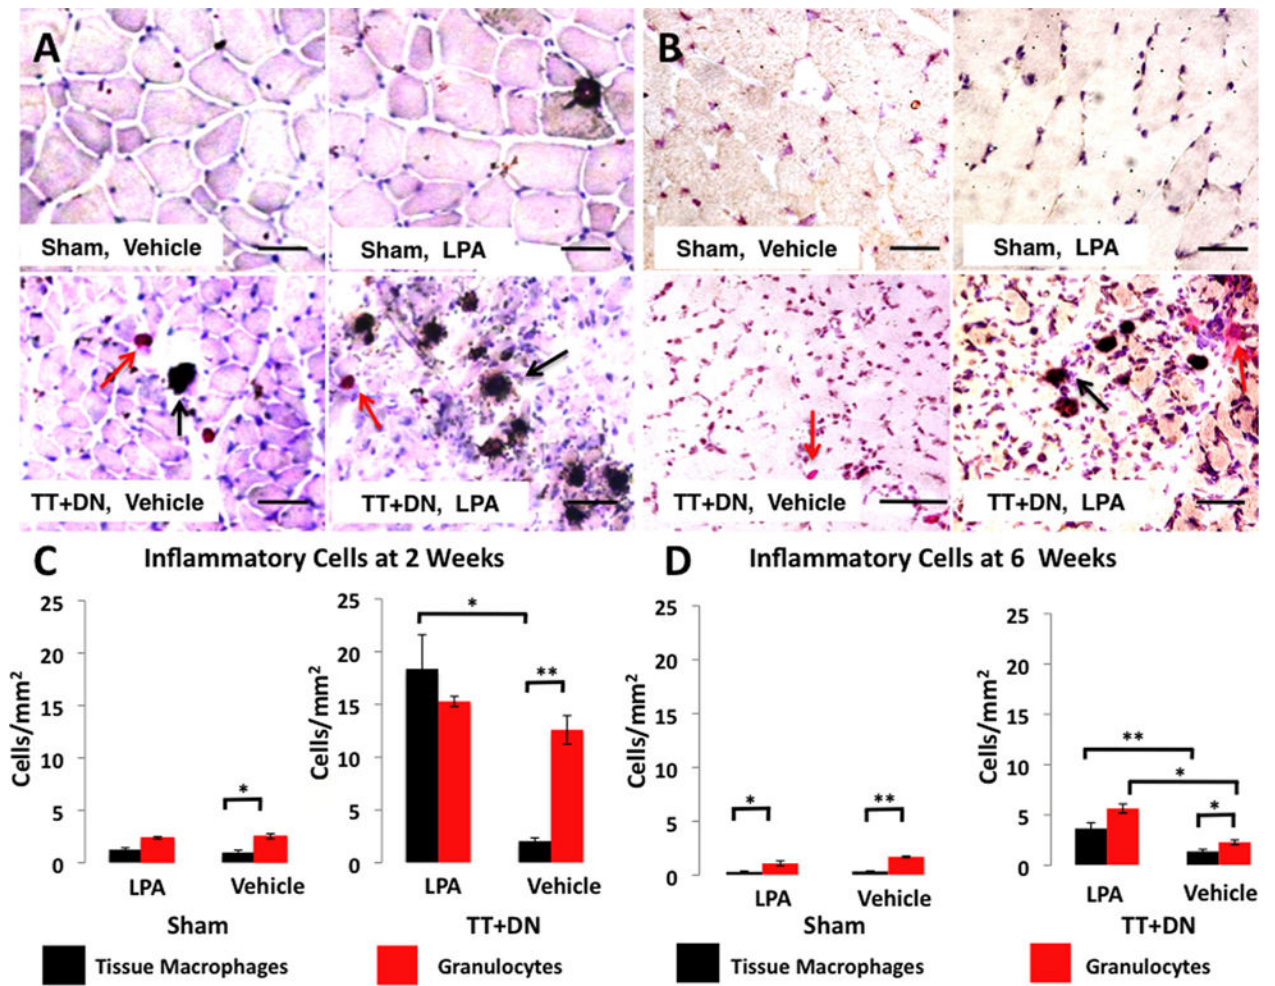 A
B
Sham, Vehicle
Sham, LPA
Sham, Vehicle
Sham, LPA
TT+DN, Vehicle
TT+DN, LPA
TT+DN, Vehicle
TT+DN, LPA
C
Inflammatory Cells at 2 Weeks
D
Inflammatory Cells at 6 Weeks
Cells/mm²
25
20
15
10
5
0
*
LPA
Vehicle
Sham
Cells/mm²
25
20
15
10
5
0
*
**
LPA
Vehicle
TT+DN
Cells/mm²
25
20
15
10
5
0
*
**
LPA
Vehicle
Sham
Cells/mm²
25
20
15
10
5
0
**
*
*
LPA
Vehicle
TT+DN
Tissue Macrophages
Granulocytes
Tissue Macrophages
Granulocytes